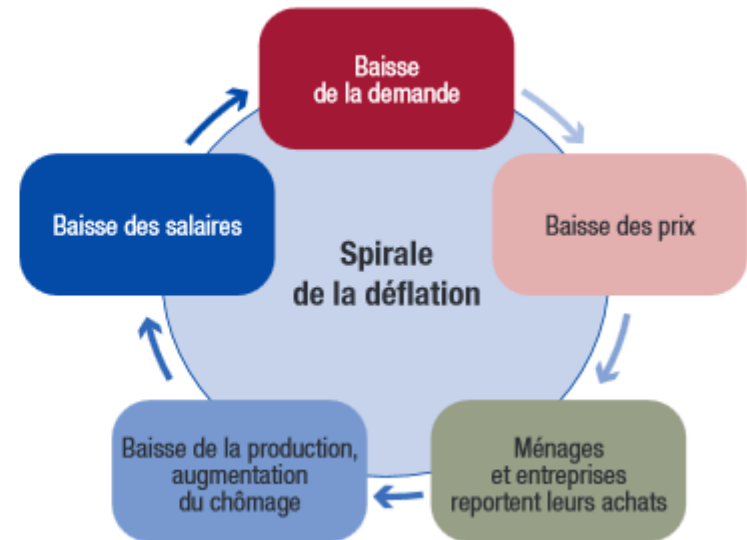 Baisse
de la demande
Baisse des prix
Ménages
et entreprises
reportent leurs achats
Baisse de la production,
augmentation
du chômage
Baisse des salaires
Spirale
de la déflation